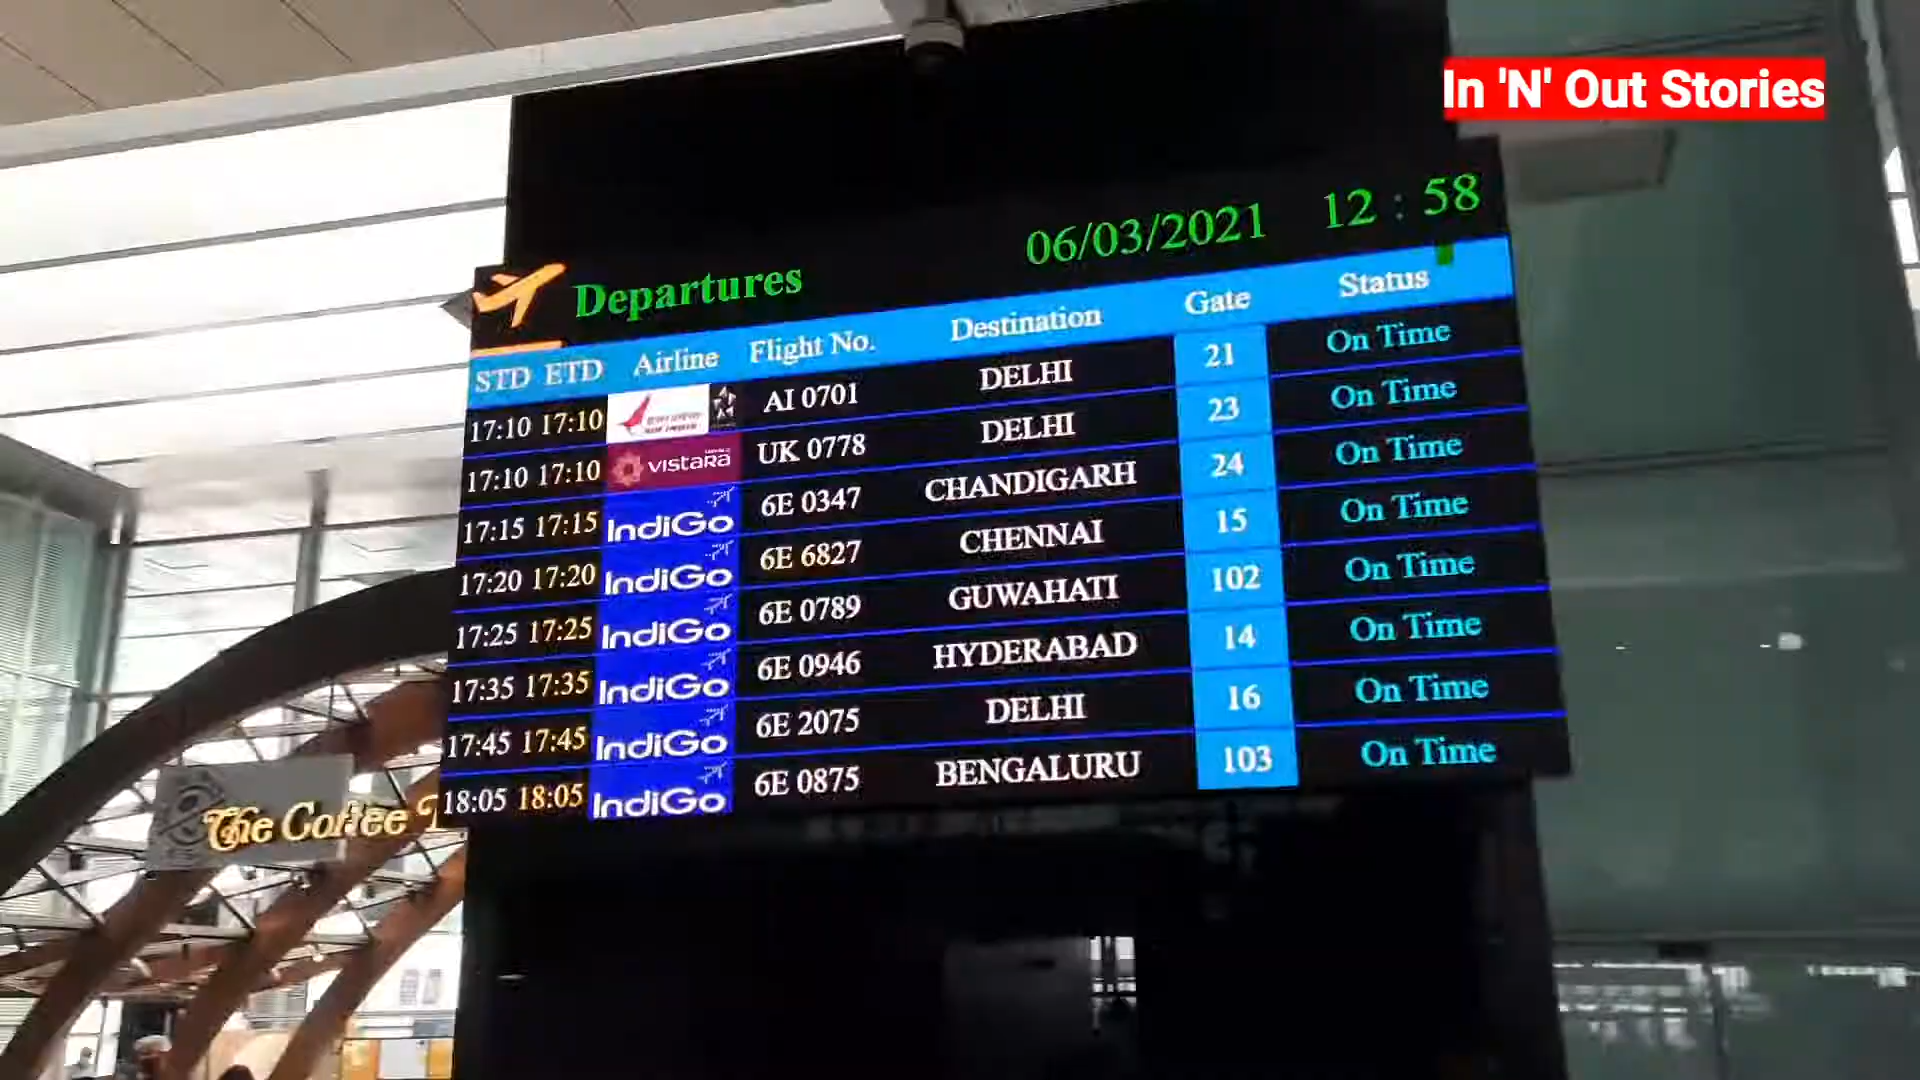 In 'N' Out Stories
06/03/2021 12 : 58
Departures
STD ETD Airline Flight No. Destination Gate Status
17:10 17:10 AI 0701 DELHI 21 On Time
17:10 17:10 VISTARA UK 0778 DELHI 23 On Time
17:15 17:15 IndiGo 6E 0347 CHANDIGARH 24 On Time
17:20 17:20 IndiGo 6E 6827 CHENNAI 15 On Time
17:25 17:25 IndiGo 6E 0789 GUWAHATI 102 On Time
17:35 17:35 IndiGo 6E 0946 HYDERABAD 14 On Time
17:45 17:45 IndiGo 6E 2075 DELHI 16 On Time
18:05 18:05 IndiGo 6E 0875 BENGALURU 103 On Time
The Coffee